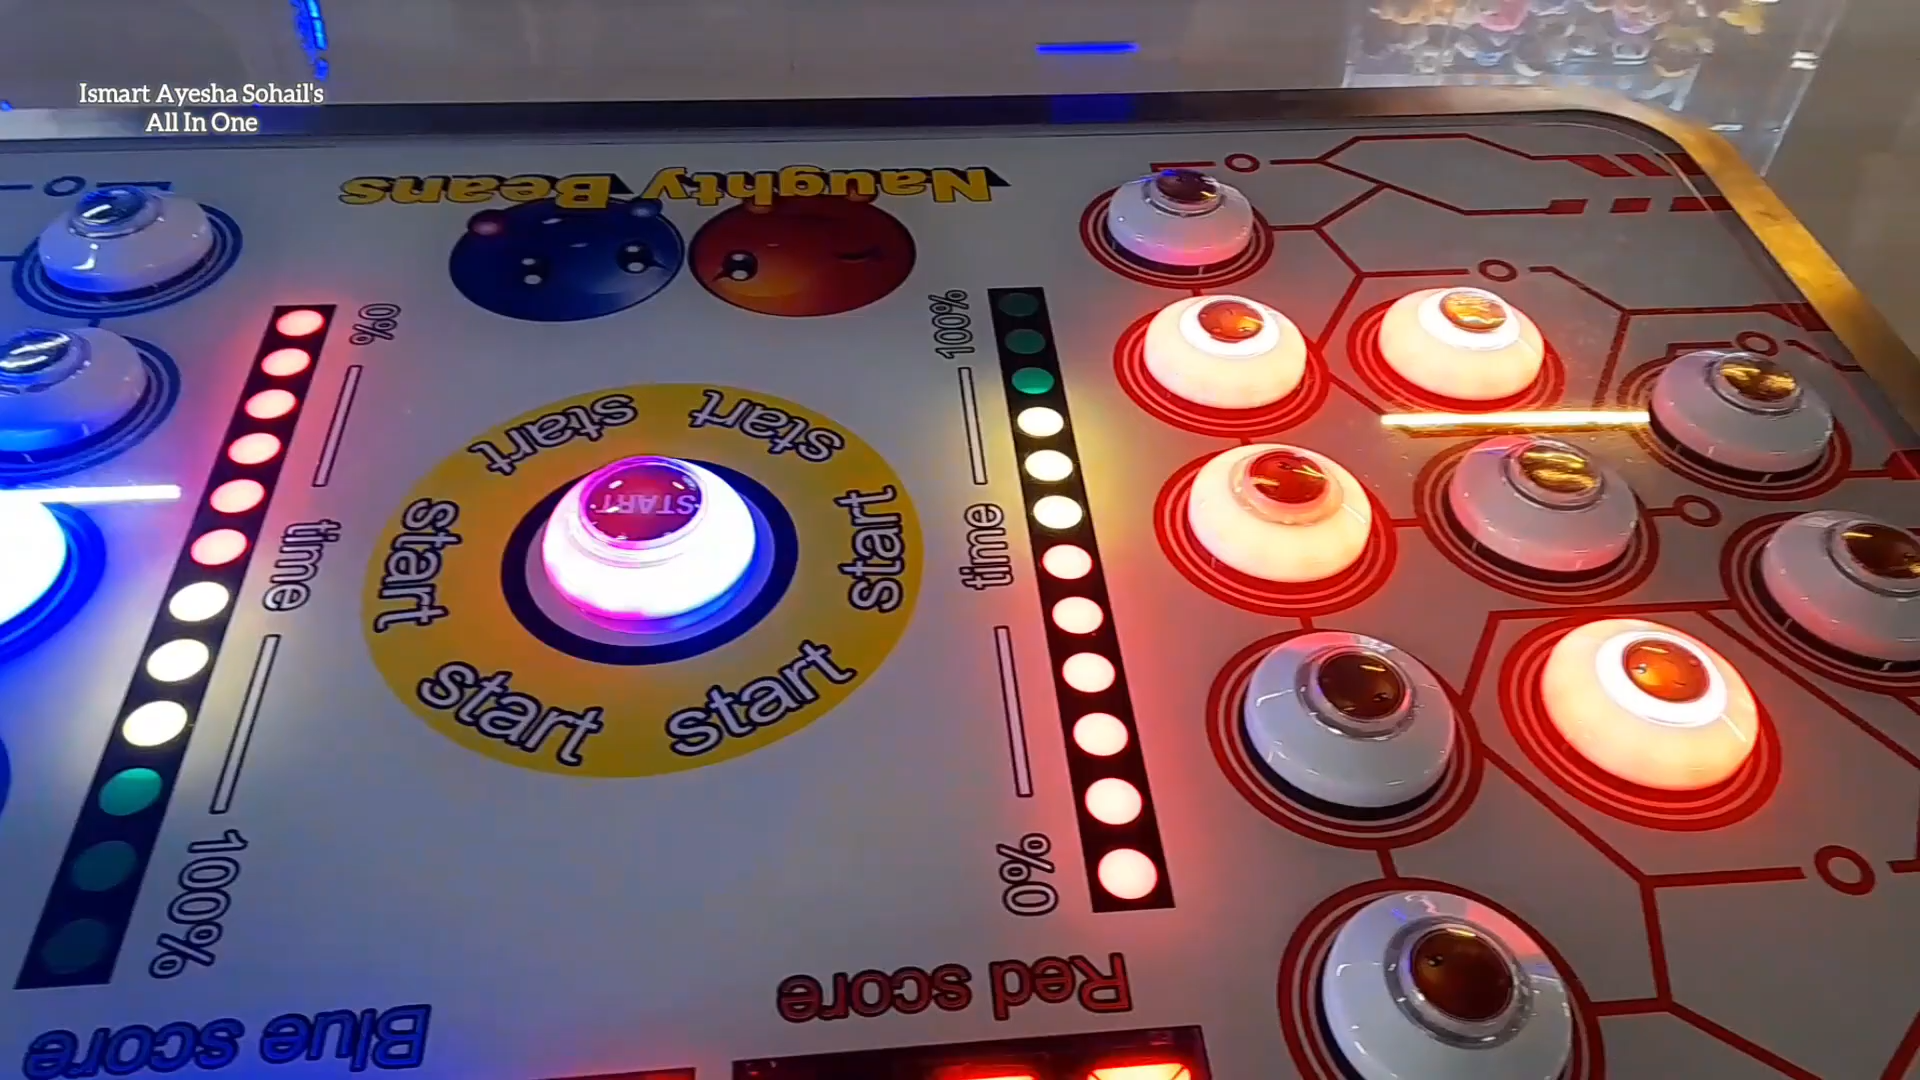 Ismart Ayesha Sohail's
All In One
Naughty Beans
0%
100%
start
start
START
start
start
time
time
start
start
100%
0%
Red score
Blue score